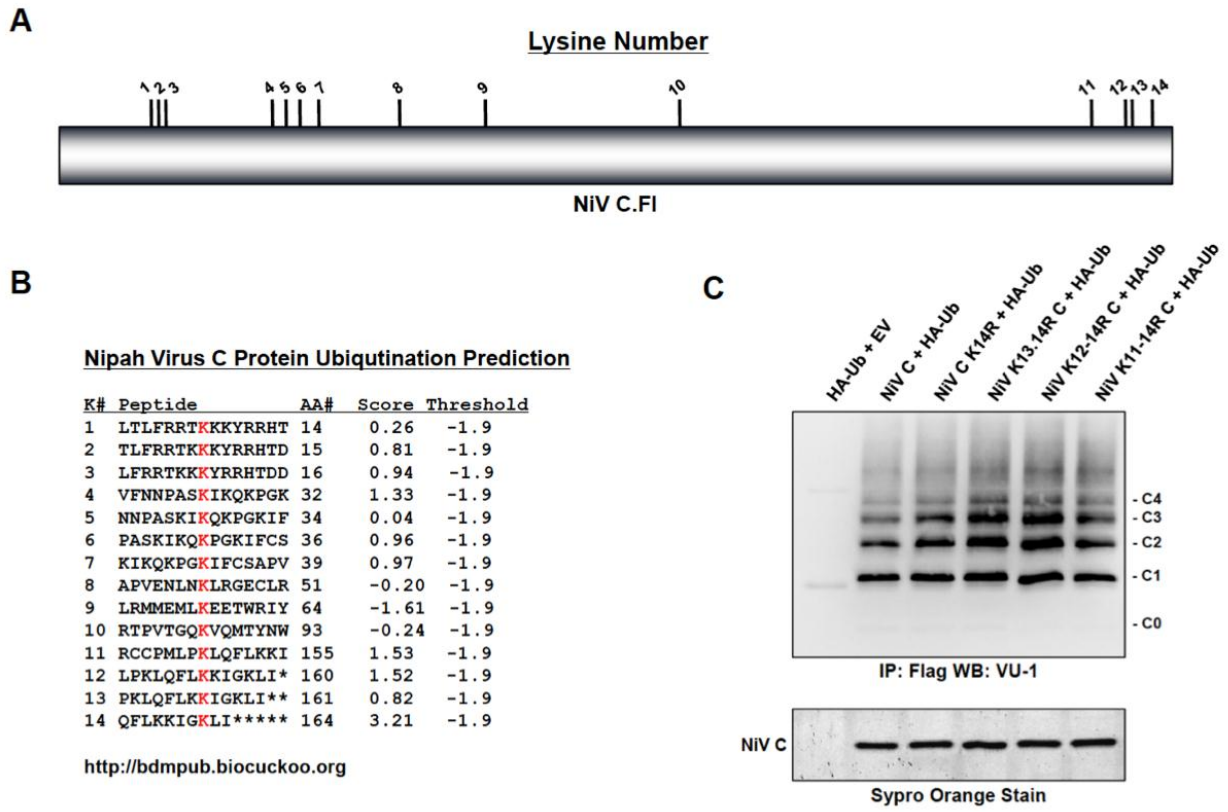 A
Lysine Number
1 2 3 4 5 6 7 8 9 10 11 12 13 14
NiV C.Fl
B
Nipah Virus C Protein Ubiqutination Prediction
K# Peptide AA# Score Threshold
1 LTLFRRTKKKYRRHT 14 0.26 -1.9
2 TLFRRTKKKYRRHTD 15 0.81 -1.9
3 LFRRTKKKYRRHTDD 16 0.94 -1.9
4 VFNNPASKIKQKPGK 32 1.33 -1.9
5 NNPASKIKQKPGKIF 34 0.04 -1.9
6 PASKIKQKPGKIFCS 36 0.96 -1.9
7 KIKQKPGKIFCSAPV 39 0.97 -1.9
8 APVENLNKLRGECLR 51 -0.20 -1.9
9 LRMMEMLKEETWRIY 64 -1.61 -1.9
10 RTPVTGQKVQMTYNW 93 -0.24 -1.9
11 RCCPMLPKLQFLKKI 155 1.53 -1.9
12 LPKLQFLKKIGKLI* 160 1.52 -1.9
13 PKLQFLKKIGKLI** 161 0.82 -1.9
14 QFLKKIGKLI***** 164 3.21 -1.9
http://bdmpub.biocuckoo.org
C
HA-Ub + EV
NiV C + HA-Ub
NiV C K14R + HA-Ub
NiV K13.14R C + HA-Ub
NiV K12-14R C + HA-Ub
NiV K11-14R C + HA-Ub
- C4
- C3
- C2
- C1
- C0
IP: Flag WB: VU-1
NiV C
Sypro Orange Stain